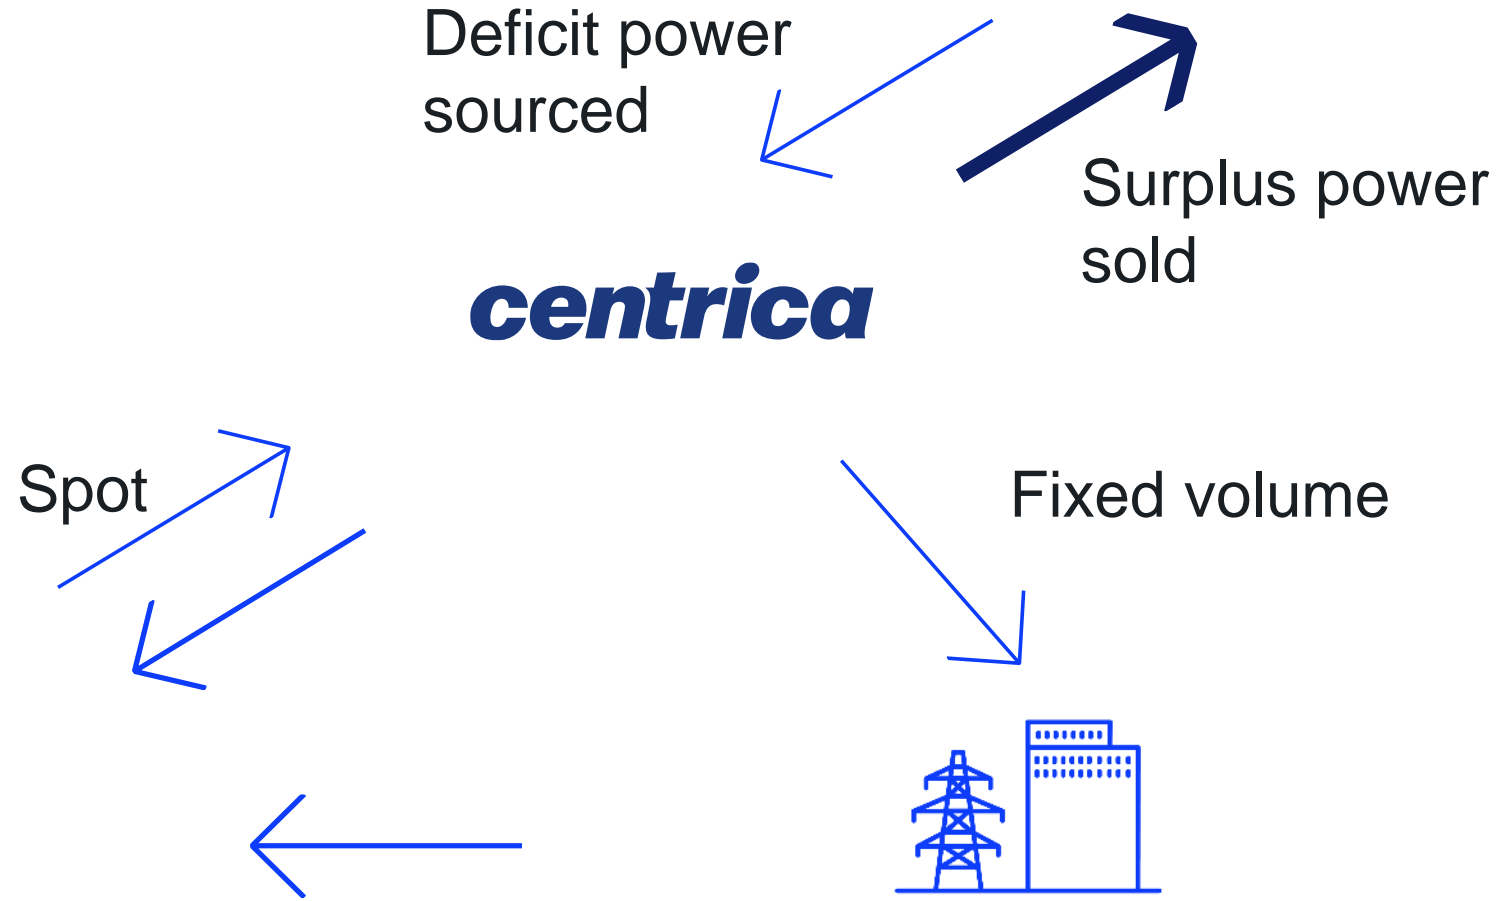 Deficit power
sourced
Surplus power
sold
centrica
Spot
Fixed volume